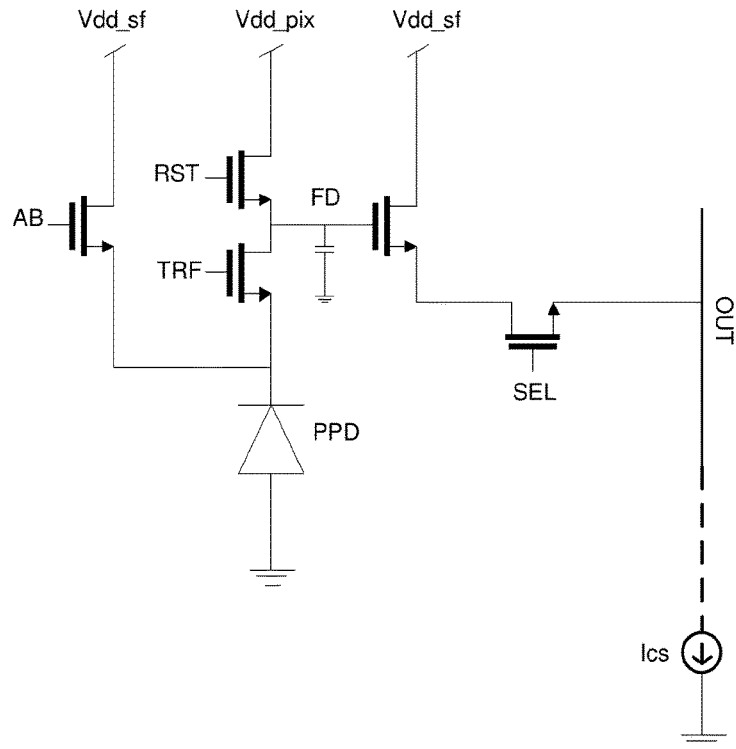 Vdd_sf
Vdd_pix
Vdd_sf
RST
FD
AB
TRF
OUT
SEL
PPD
Ics